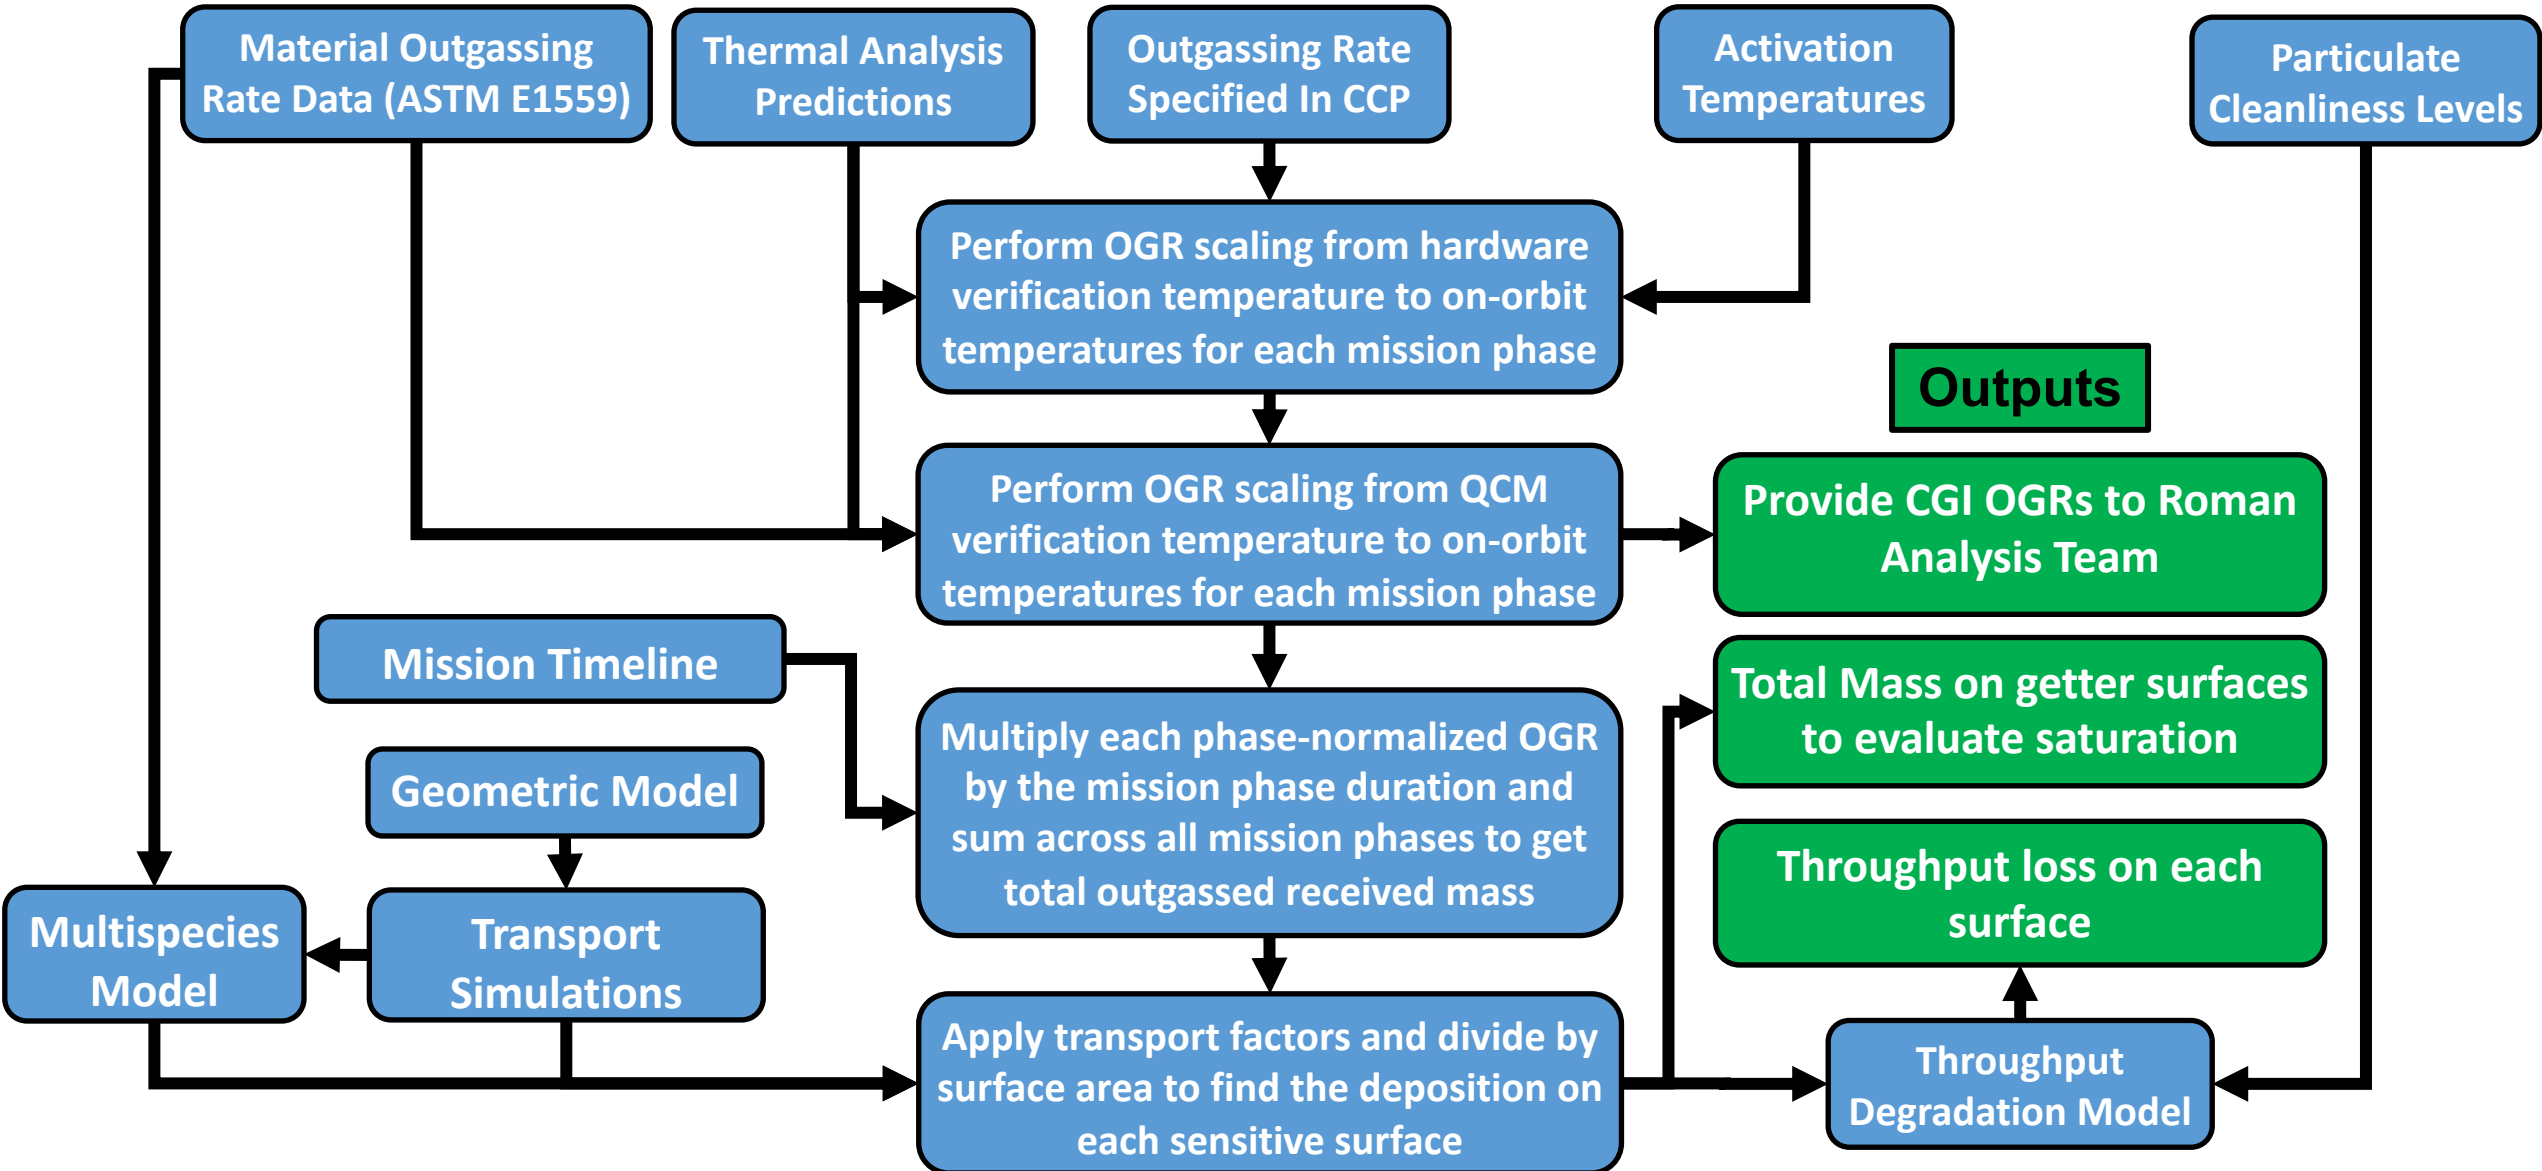 Material Outgassing
Rate Data (ASTM E1559)
Thermal Analysis
Predictions
Outgassing Rate
Specified In CCP
Activation
Temperatures
Particulate
Cleanliness Levels
Perform OGR scaling from hardware
verification temperature to on-orbit
temperatures for each mission phase
Outputs
Perform OGR scaling from QCM
verification temperature to on-orbit
temperatures for each mission phase
Provide CGI OGRs to Roman
Analysis Team
Mission Timeline
Total Mass on getter surfaces
to evaluate saturation
Geometric Model
Multiply each phase-normalized OGR
by the mission phase duration and
sum across all mission phases to get
total outgassed received mass
Throughput loss on each
surface
Multispecies
Model
Transport
Simulations
Apply transport factors and divide by
surface area to find the deposition on
each sensitive surface
Throughput
Degradation Model